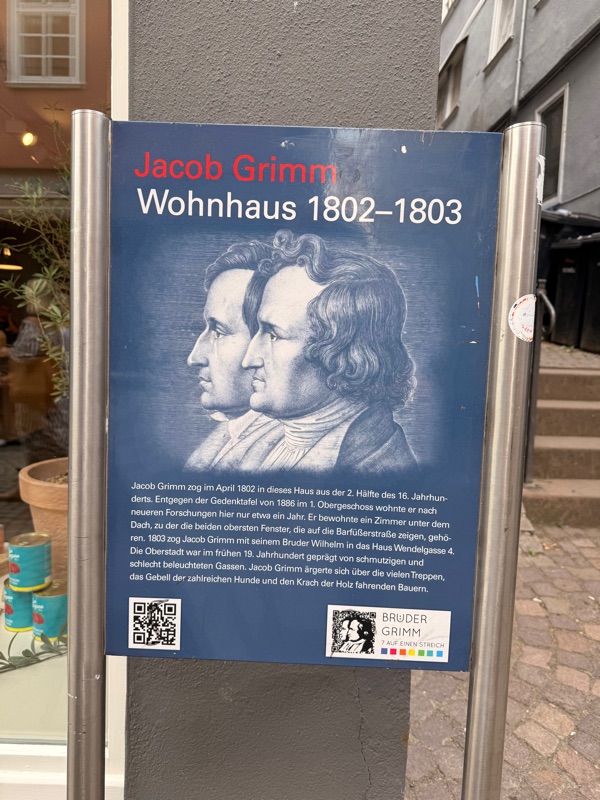 Jacob Grimm
Wohnhaus 1802–1803
Jacob Grimm zog im April 1802 in dieses Haus aus der 2. Hälfte des 16. Jahrhun-
derts. Entgegen der Gedenktafel von 1886 im 1. Obergeschoss wohnte er nach
neueren Forschungen hier nur etwa ein Jahr. Er bewohnte ein Zimmer unter dem
Dach, zu der die beiden obersten Fenster, die auf die Barfüßerstraße zeigen, gehö-
ren. 1803 zog Jacob Grimm mit seinem Bruder Wilhelm in das Haus Wendelgasse 4.
Die Oberstadt war im frühen 19. Jahrhundert geprägt von schmutzigen und
schlecht beleuchteten Gassen. Jacob Grimm ärgerte sich über die vielen Treppen,
das Gebell der zahlreichen Hunde und den Krach der Holz fahrenden Bauern.
BRÜDER
GRIMM
7 AUF EINEN STREICH